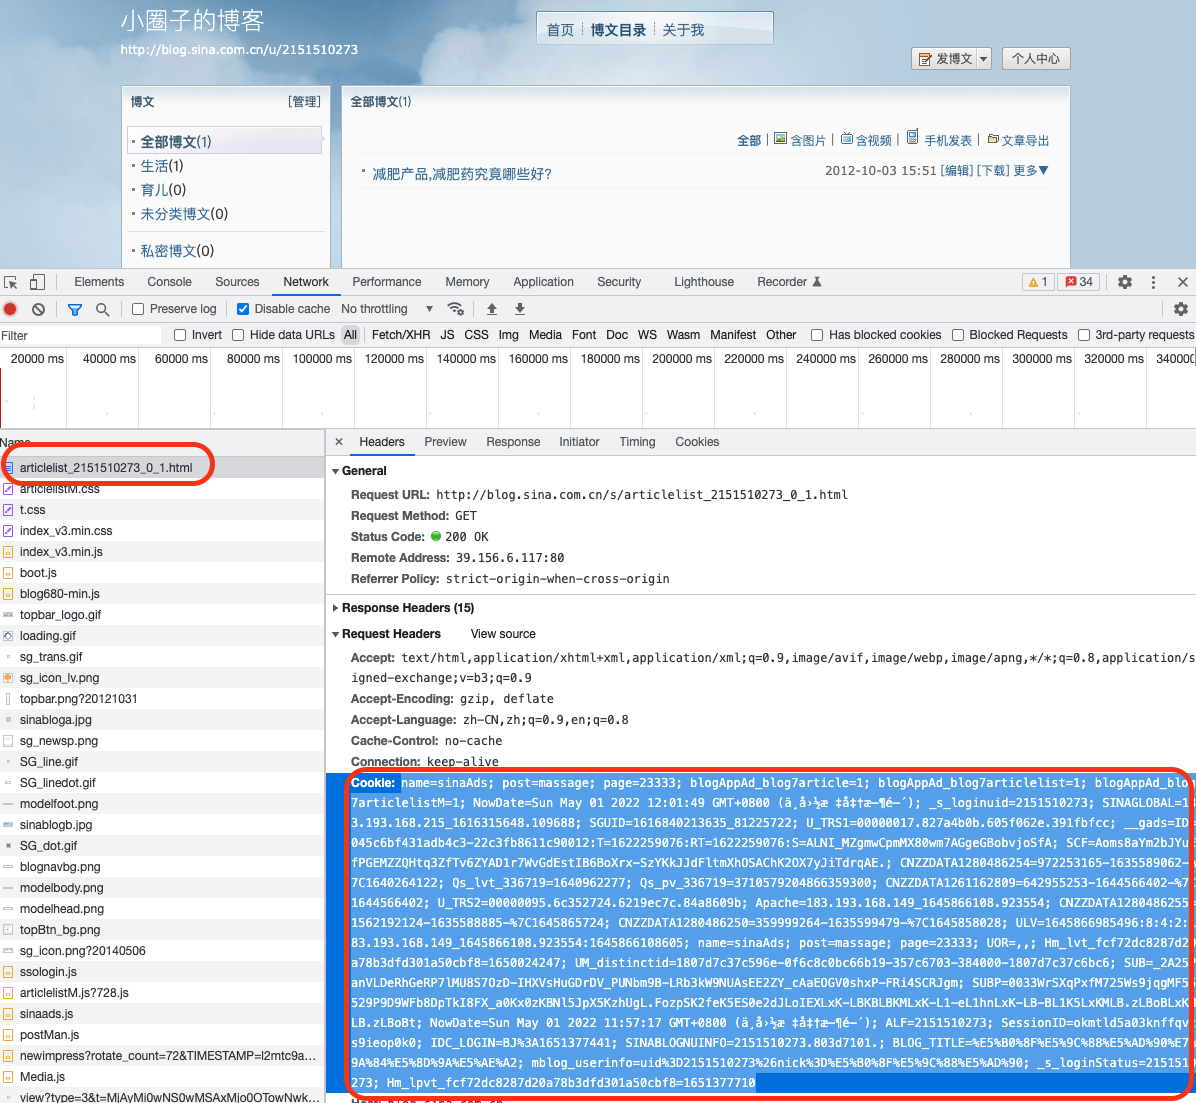 小圈子的博客
http://blog.sina.com.cn/u/2151510273
首页 博文目录 关于我
发博文 个人中心
博文 [管理]
全部博文(1)
生活(1)
育儿(0)
未分类博文(0)
私密博文(0)
全部博文(1)
全部 | 含图片 | 含视频 | 手机发表 | 文章导出
减肥产品,减肥药究竟哪些好? 2012-10-03 15:51 [编辑] [下载] 更多▼
Elements Console Sources Network Performance Memory Application Security Lighthouse Recorder 1 34
Preserve log Disable cache No throttling
Filter Invert Hide data URLs All Fetch/XHR JS CSS Img Media Font Doc WS Wasm Manifest Other Has blocked cookies Blocked Requests 3rd-party requests
20000 ms 40000 ms 60000 ms 80000 ms 100000 ms 120000 ms 140000 ms 160000 ms 180000 ms 200000 ms 220000 ms 240000 ms 260000 ms 280000 ms 300000 ms 320000 ms 34000
Name
articlelist_2151510273_0_1.html
articlelistM.css
t.css
index_v3.min.css
index_v3.min.js
boot.js
blog680-min.js
topbar_logo.gif
loading.gif
sg_trans.gif
sg_icon_lv.png
topbar.png?20121031
sinabloga.jpg
sg_newsp.png
SG_line.gif
SG_linedot.gif
modelfoot.png
sinablogb.jpg
SG_dot.gif
blognavbg.png
modelbody.png
modelhead.png
topBtn_bg.png
sg_icon.png?20140506
ssologin.js
articlelistM.js?728.js
sinaads.js
postMan.js
newimpress?rotate_count=72&TIMESTAMP=l2mtc9a...
Media.js
view?type=3&t=MjAyMi0wNS0wMSAxMjo0OTowNwk...
Headers Preview Response Initiator Timing Cookies
General
Request URL: http://blog.sina.com.cn/s/articlelist_2151510273_0_1.html
Request Method: GET
Status Code: 200 OK
Remote Address: 39.156.6.117:80
Referrer Policy: strict-origin-when-cross-origin
Response Headers (15)
Request Headers View source
Accept: text/html,application/xhtml+xml,application/xml;q=0.9,image/avif,image/webp,image/apng,*/*;q=0.8,application/s
igned-exchange;v=b3;q=0.9
Accept-Encoding: gzip, deflate
Accept-Language: zh-CN,zh;q=0.9,en;q=0.8
Cache-Control: no-cache
Connection: keep-alive
Cookie: name=sinaAds; post=massage; page=23333; blogAppAd_blog7article=1; blogAppAd_blog7articlelist=1; blogAppAd_blog
7articlelistM=1; NowDate=Sun May 01 2022 12:01:49 GMT+0800 (ä¸å›½æ ‡å‡†æ—¶é—´); _s_loginuid=2151510273; SINAGLOBAL=18
3.193.168.215_1616315648.109688; SGUID=1616840213635_81225722; U_TRS1=00000017.827a4b0b.605f062e.391fbfcc; __gads=ID=
045c6bf431adb4c3-22c3fb8611c90012:T=1622259076:RT=1622259076:S=ALNI_MZgmwCpmMX80wm7AGgeGBobvjoSfA; SCF=Aoms8aYm2bJYuE
fPGEMZZQHtq3ZfTv6ZYAD1r7WvGdEstIB6BoXrx-SzYKkJJdFltmXhOSAChK2OX7yJiTdrqAE.; CNZZDATA1280486254=972253165-1635589062-%
7C1640264122; Qs_lvt_336719=1640962277; Qs_pv_336719=3710579204866359300; CNZZDATA1261162809=642955253-1644566402-%7C
1644566402; U_TRS2=00000095.6c352724.6219ec7c.84a8609b; Apache=183.193.168.149_1645866108.923554; CNZZDATA1280486255=
1562192124-1635588885-%7C1645865724; CNZZDATA1280486250=359999264-1635599479-%7C1645858028; ULV=1645866985496:8:4:2:1
83.193.168.149_1645866108.923554:1645866108605; name=sinaAds; post=massage; page=23333; UOR=,,; Hm_lvt_fcf72dc8287d20
a78b3dfd301a50cbf8=1650024247; UM_distinctid=1807d7c37c596e-0f6c8c0bc66b19-357c6703-384000-1807d7c37c6bc6; SUB=_2A25P
anVLDeRhGeRP7lMU8S7OzD-IHXVsHuGDrDV_PUNbm9B-LRb3kW9NUAsEE2ZY_cAaEOGV0shxP-FRi4SCRJgm; SUBP=0033WrSXqPxfM725Ws9jqgMF55
529P9D9WFb8DpTkI8FX_a0Kx0zKBNl5JpX5KzhUgL.FozpSK2feK5ES0e2dJLoIEXLxK-LBKBLBKMLxK-L1-eL1hnLxK-LB-BL1K5LxKMLB.zLBoBLxKM
LB.zLBoBt; NowDate=Sun May 01 2022 11:57:17 GMT+0800 (ä¸å›½æ ‡å‡†æ—¶é—´); ALF=2151510273; SessionID=okmtld5a03knffqvt
s9ieop0k0; IDC_LOGIN=BJ%3A1651377441; SINABLOGNUINFO=2151510273.803d7101.; BLOG_TITLE=%E5%B0%8F%E5%9C%88%E5%AD%90%E7%
9A%84%E5%8D%9A%E5%AE%A2; mblog_userinfo=uid%3D2151510273%26nick%3D%E5%B0%8F%E5%9C%88%E5%AD%90; _s_loginStatus=2151510
273; Hm_lpvt_fcf72dc8287d20a78b3dfd301a50cbf8=1651377710